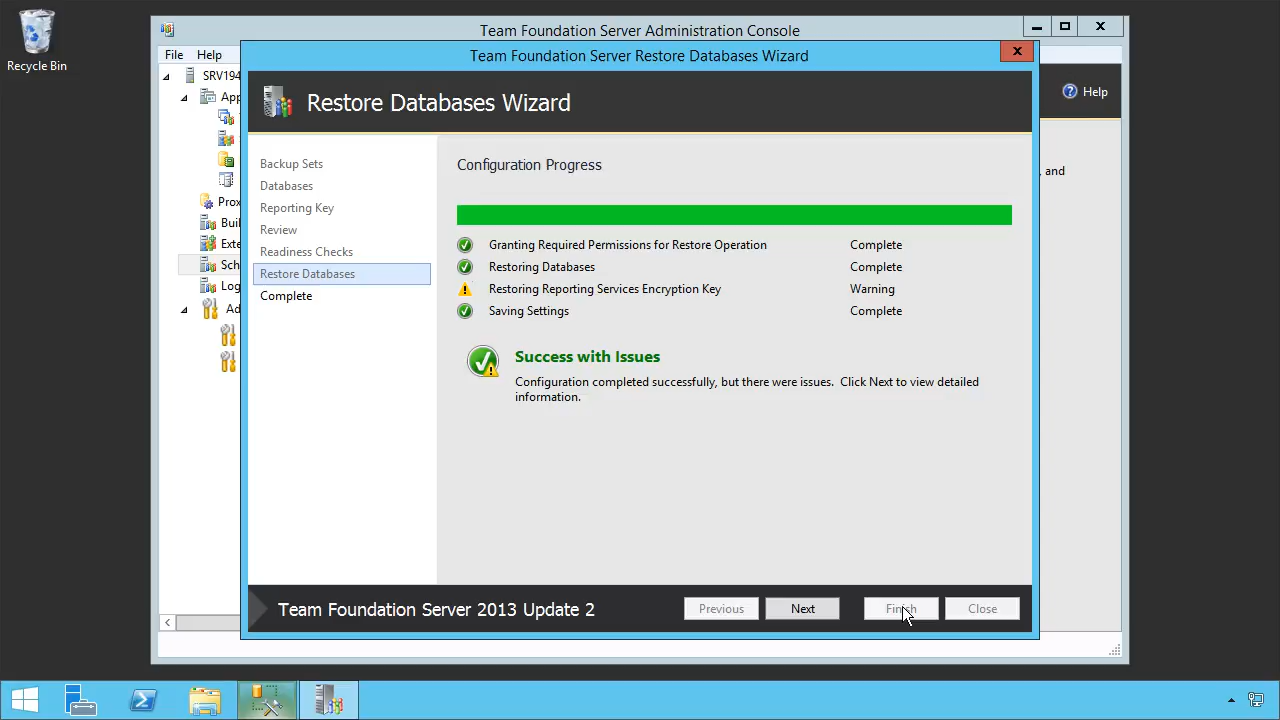 Recycle Bin
Team Foundation Server Administration Console
File Help
SRV194
App
Prox
Buil
Exte
Sch
Log
Ad
Help
, and
Team Foundation Server Restore Databases Wizard
Restore Databases Wizard
Backup Sets
Databases
Reporting Key
Review
Readiness Checks
Restore Databases
Complete
Configuration Progress
Granting Required Permissions for Restore Operation Complete
Restoring Databases Complete
Restoring Reporting Services Encryption Key Warning
Saving Settings Complete
Success with Issues
Configuration completed successfully, but there were issues. Click Next to view detailed
information.
Team Foundation Server 2013 Update 2
Previous Next Finish Close